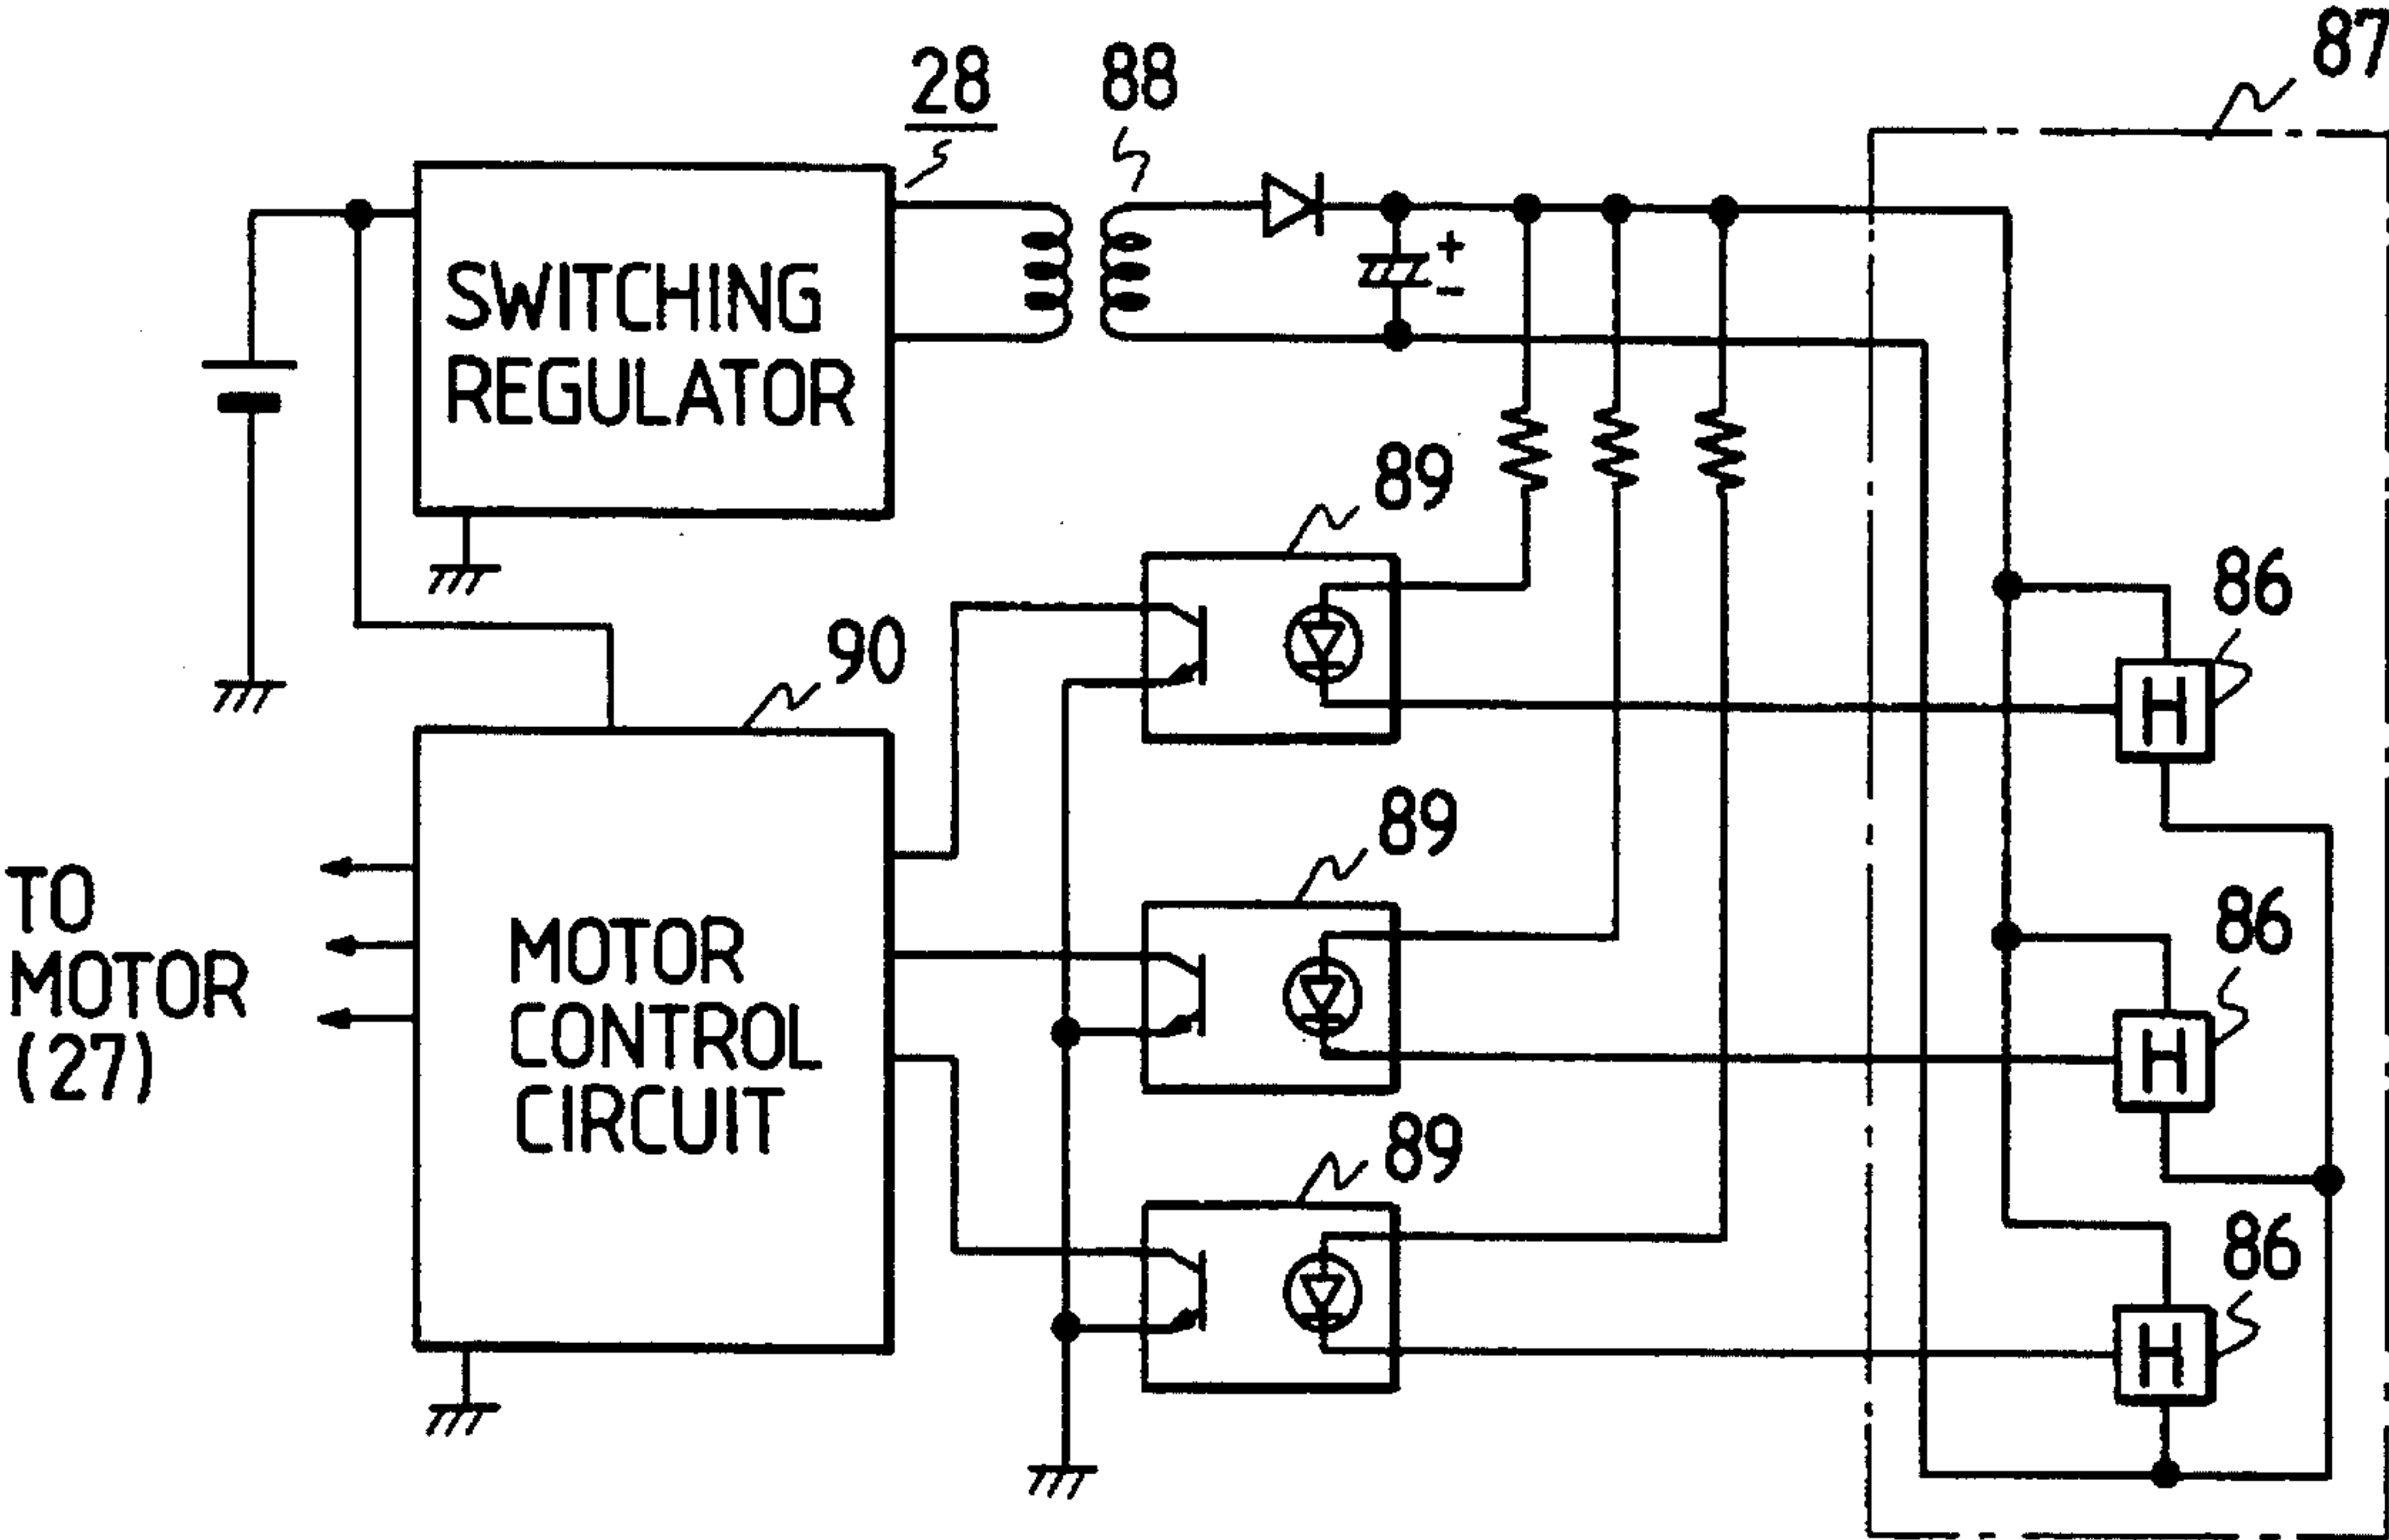 87
28
88
SWITCHING
REGULATOR
+
-
89
86
90
H
89
TO
MOTOR
(27)
MOTOR
CONTROL
CIRCUIT
86
H
89
86
H